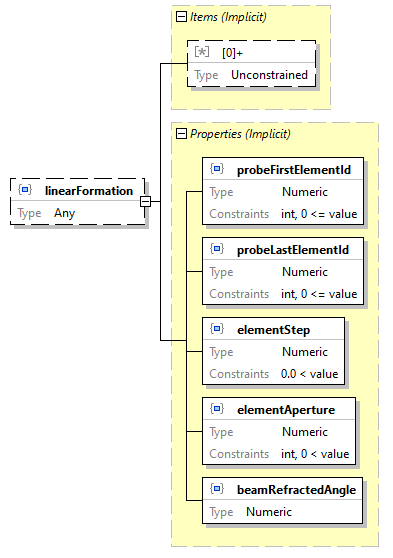 Items (Implicit)
[0]+
Type Unconstrained
Properties (Implicit)
linearFormation
Type Any
probeFirstElementId
Type Numeric
Constraints int, 0 <= value
probeLastElementId
Type Numeric
Constraints int, 0 <= value
elementStep
Type Numeric
Constraints 0.0 < value
elementAperture
Type Numeric
Constraints int, 0 < value
beamRefractedAngle
Type Numeric